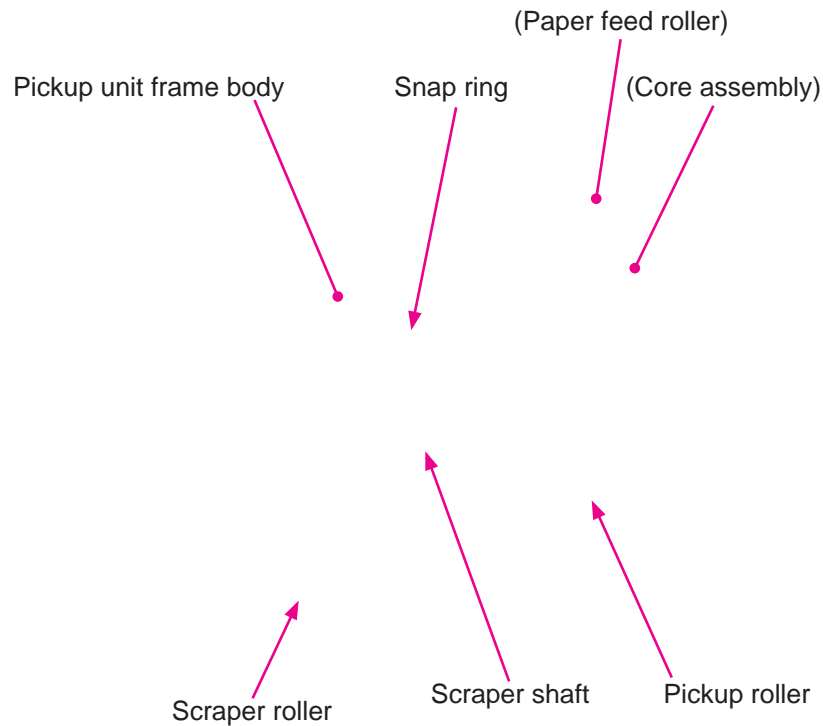 (Paper feed roller)
Pickup unit frame body
Snap ring
(Core assembly)
Scraper roller
Scraper shaft
Pickup roller